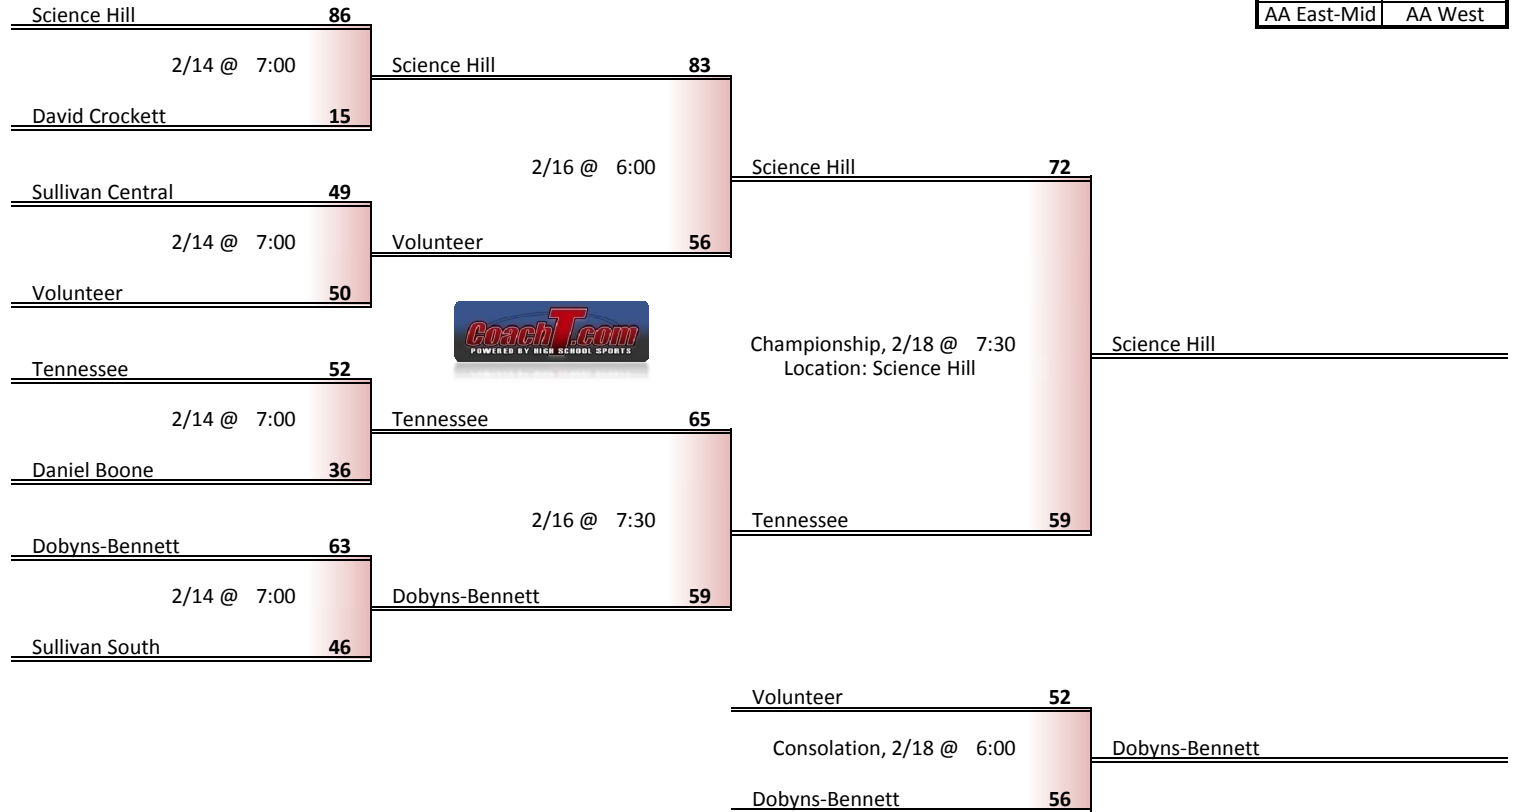 Science Hill 86
AA East-Mid AA West
2/14 @ 7:00
Science Hill 83
David Crockett 15
2/16 @ 6:00
Science Hill 72
Sullivan Central 49
2/14 @ 7:00
Volunteer 56
Volunteer 50
CoachT.com
POWERED BY HIGH SCHOOL SPORTS
Championship, 2/18 @ 7:30
Location: Science Hill
Science Hill
Tennessee 52
2/14 @ 7:00
Tennessee 65
Daniel Boone 36
2/16 @ 7:30
Tennessee 59
Dobyns-Bennett 63
2/14 @ 7:00
Dobyns-Bennett 59
Sullivan South 46
Volunteer 52
Consolation, 2/18 @ 6:00
Dobyns-Bennett
Dobyns-Bennett 56